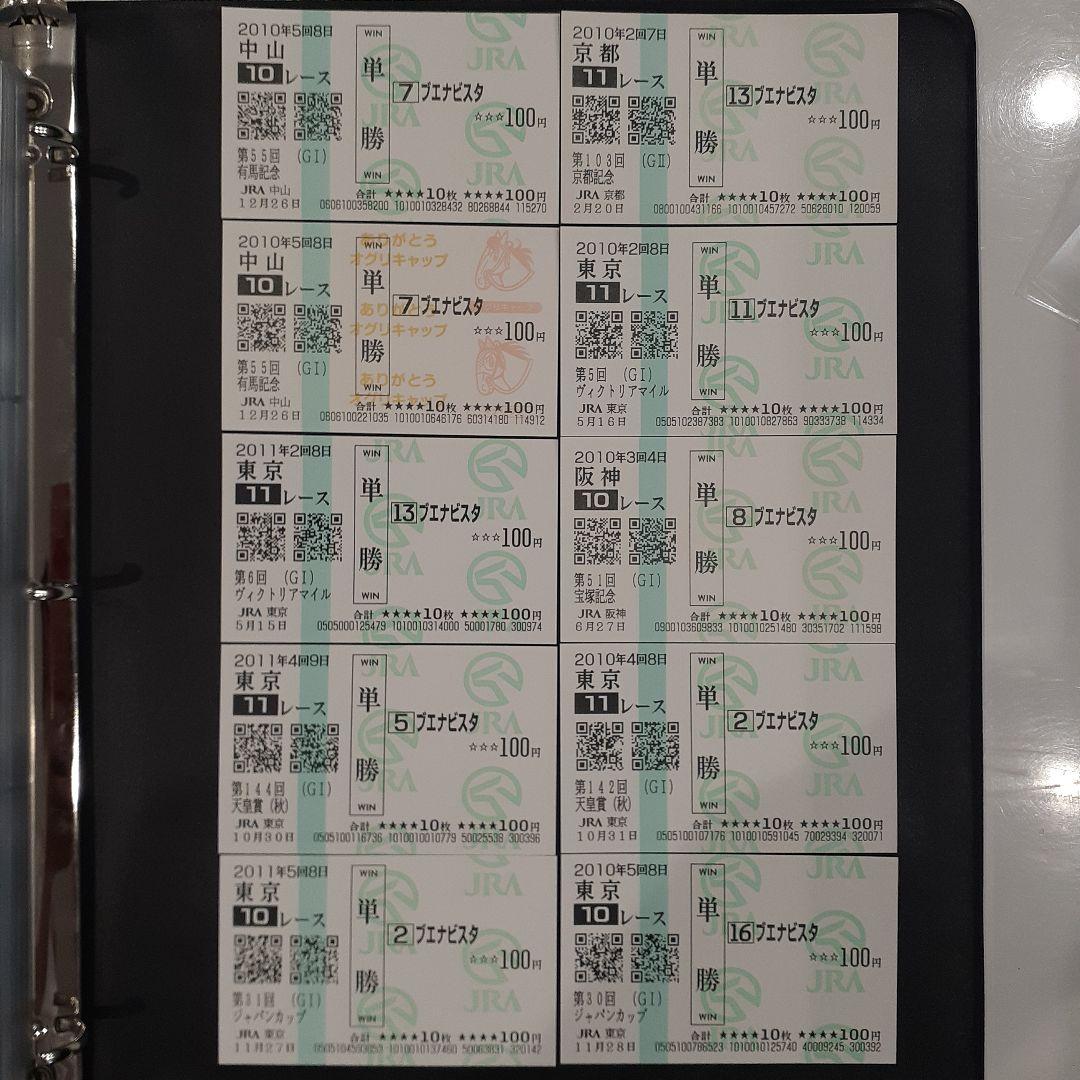 2010年5回8日
中山
10レース
WIN
単勝
WIN
7 ブエナビスタ
☆☆☆100円
第55回 (GⅠ)
有馬記念
JRA 中山
12月26日
合計 ★★★★10枚 ★★★★100円
0606100358200 1010010328432 80268844 115270
JRA
2010年2回7日
京都
11レース
WIN
単勝
WIN
13 ブエナビスタ
☆☆☆100円
第103回 (GⅡ)
京都記念
JRA 京都
2月20日
合計 ★★★★10枚 ★★★★100円
0800100431166 1010010457272 50626010 120059
JRA
2010年5回8日
中山
10レース
WIN
単勝
WIN
7 ブエナビスタ
☆☆☆100円
ありがとう
オグリキャップ
ありがとう
オグリキャップ
ありがとう
オグリキャップ
第55回 (GⅠ)
有馬記念
JRA 中山
12月26日
合計 ★★★★10枚 ★★★★100円
0606100221035 1010010646176 60314180 114912
2010年2回8日
東京
11レース
WIN
単勝
WIN
11 ブエナビスタ
☆☆☆100円
第5回 (GⅠ)
ヴィクトリアマイル
JRA 東京
5月16日
合計 ★★★★10枚 ★★★★100円
0505102387383 1010010827863 90333738 114334
JRA
2011年2回8日
東京
11レース
WIN
単勝
WIN
13 ブエナビスタ
☆☆☆100円
第6回 (GⅠ)
ヴィクトリアマイル
JRA 東京
5月15日
合計 ★★★★10枚 ★★★★100円
0505000125479 1010010314000 50001780 300974
JRA
2010年3回4日
阪神
10レース
WIN
単勝
WIN
8 ブエナビスタ
☆☆☆100円
第51回 (GⅠ)
宝塚記念
JRA 阪神
6月27日
合計 ★★★★10枚 ★★★★100円
0900103609833 1010010251480 30351702 111598
JRA
2011年4回9日
東京
11レース
WIN
単勝
WIN
5 ブエナビスタ
☆☆☆100円
第144回 (GⅠ)
天皇賞(秋)
JRA 東京
10月30日
合計 ★★★★10枚 ★★★★100円
0505100116736 1010010010779 50025538 300396
JRA
2010年4回8日
東京
11レース
WIN
単勝
WIN
2 ブエナビスタ
☆☆☆100円
第142回 (GⅠ)
天皇賞(秋)
JRA 東京
10月31日
合計 ★★★★10枚 ★★★★100円
0505100107176 1010010591045 70029394 320071
JRA
2011年5回8日
東京
10レース
WIN
単勝
WIN
2 ブエナビスタ
☆☆☆100円
第31回 (GⅠ)
ジャパンカップ
JRA 東京
11月27日
合計 ★★★★10枚 ★★★★100円
1010010137460 50063831 320142
JRA
2010年5回8日
東京
10レース
WIN
単勝
WIN
16 ブエナビスタ
☆☆☆100円
第30回 (GⅠ)
ジャパンカップ
JRA 東京
11月28日
合計 ★★★★10枚 ★★★★100円
0505100786523 1010010125740 40009245 300392
JRA